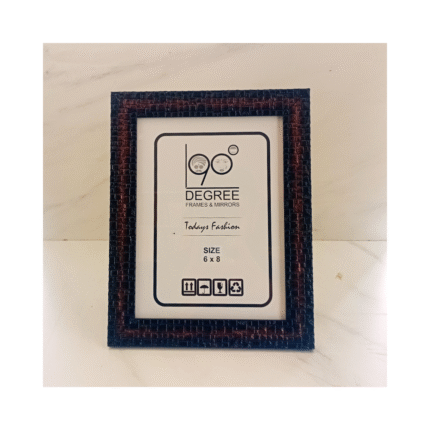 90°
DEGREE
FRAMES & MIRRORS
Todays Fashion
SIZE
6 x 8